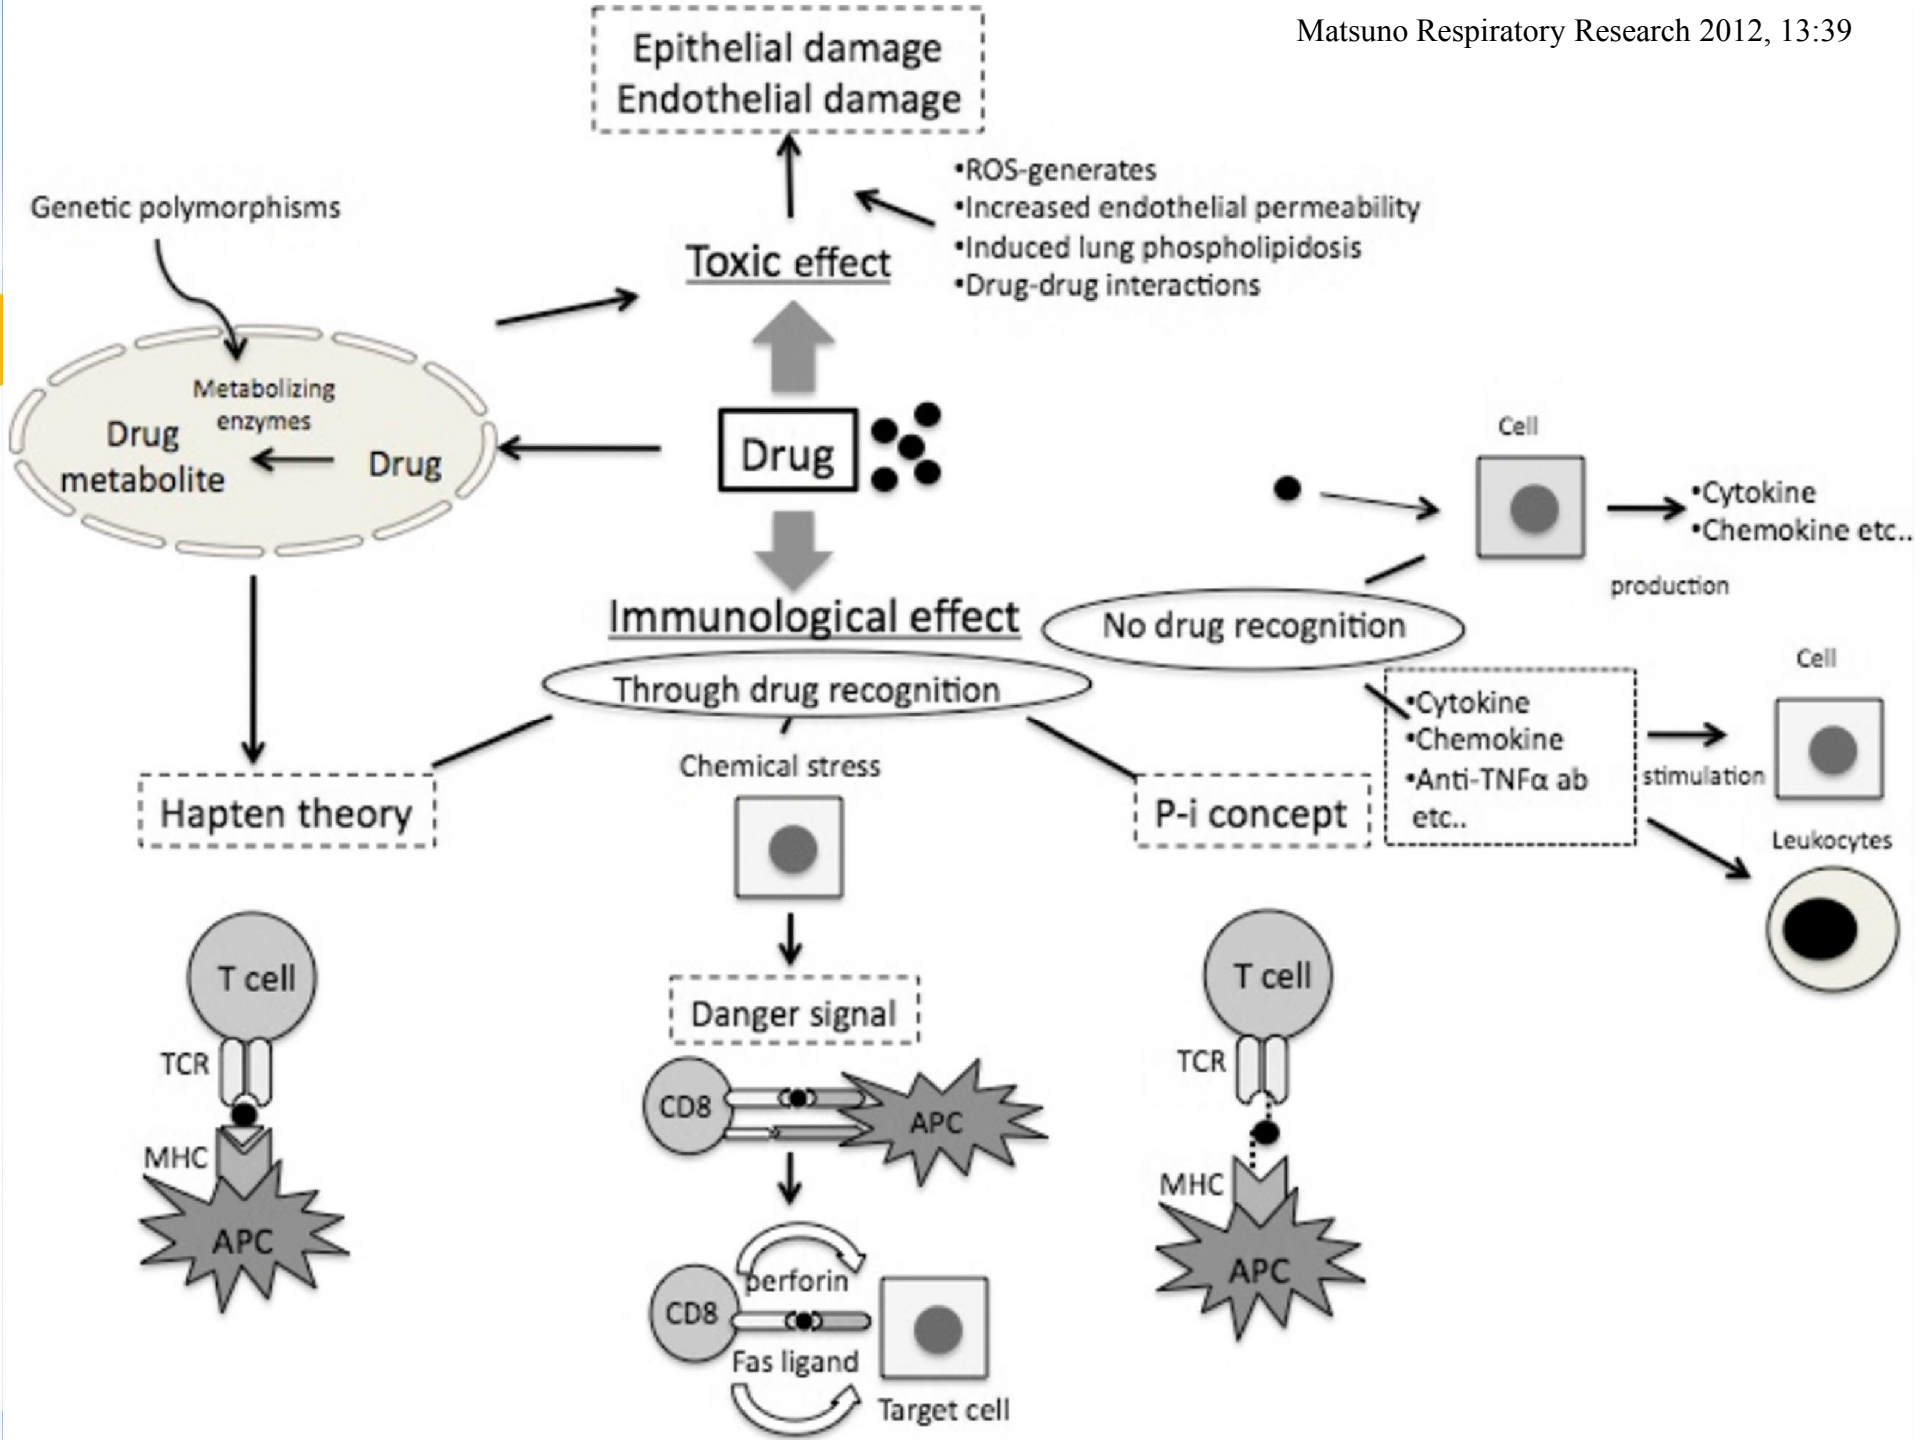 Matsuno Respiratory Research 2012, 13:39
Epithelial damage
Endothelial damage
•ROS-generates
•Increased endothelial permeability
•Induced lung phospholipidosis
•Drug-drug interactions
Genetic polymorphisms
Toxic effect
Metabolizing
enzymes
Drug
metabolite
Drug
Drug
Cell
•Cytokine
•Chemokine etc..
production
Immunological effect
No drug recognition
Through drug recognition
Cell
•Cytokine
•Chemokine
•Anti-TNFα ab
etc..
stimulation
Leukocytes
Chemical stress
Hapten theory
P-i concept
T cell
TCR
MHC
APC
Danger signal
CD8
APC
perforin
CD8
Fas ligand
Target cell
T cell
TCR
MHC
APC